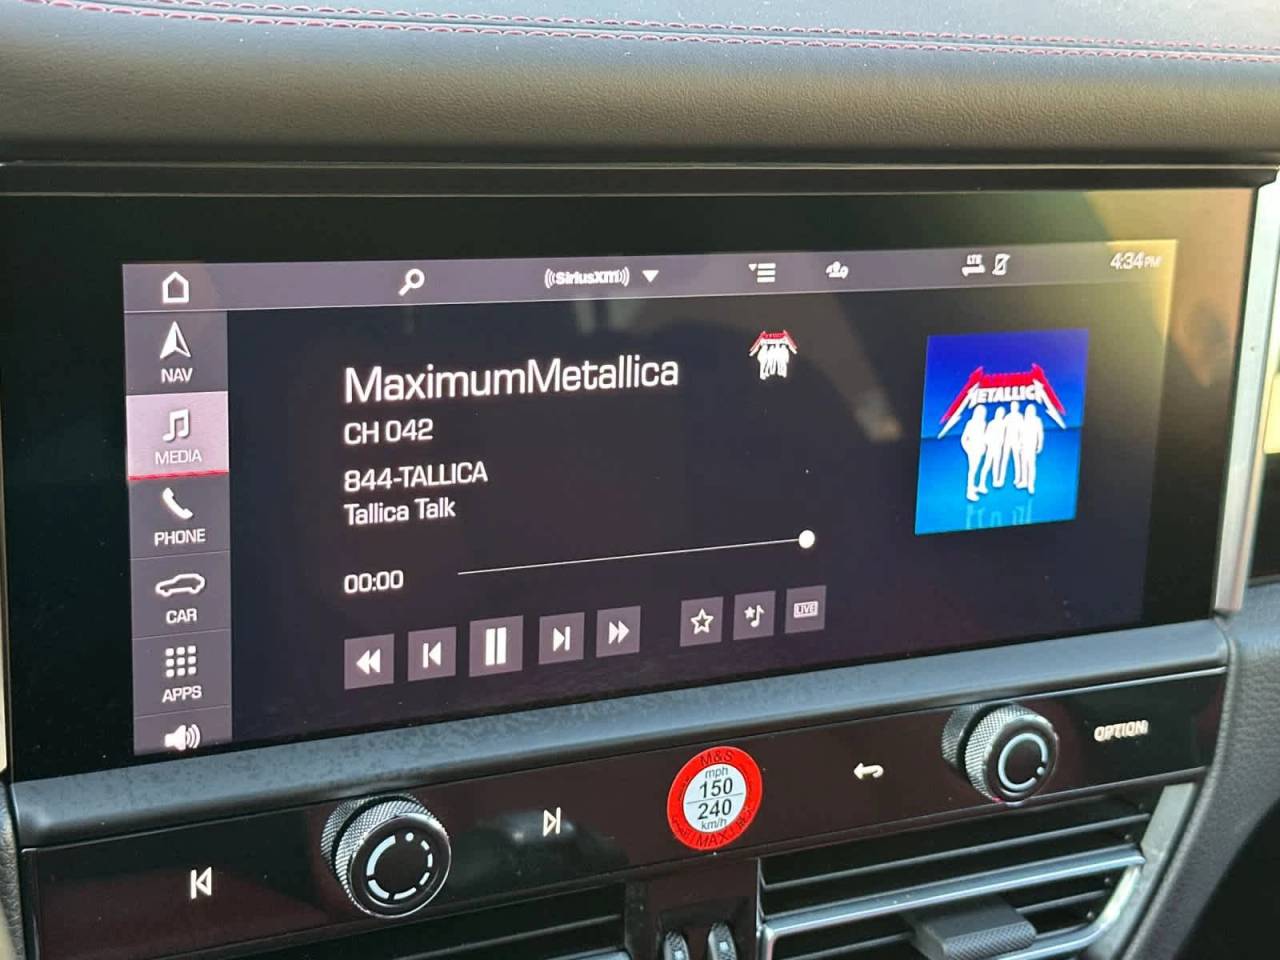 ((SiriusXM))
LTE
4:34 PM
NAV
MEDIA
PHONE
CAR
APPS
MaximumMetallica
CH 042
844-TALLICA
Tallica Talk
00:00
LIVE
METALLICA
OPTION
M&S
mph
150
240
km/h
MAX